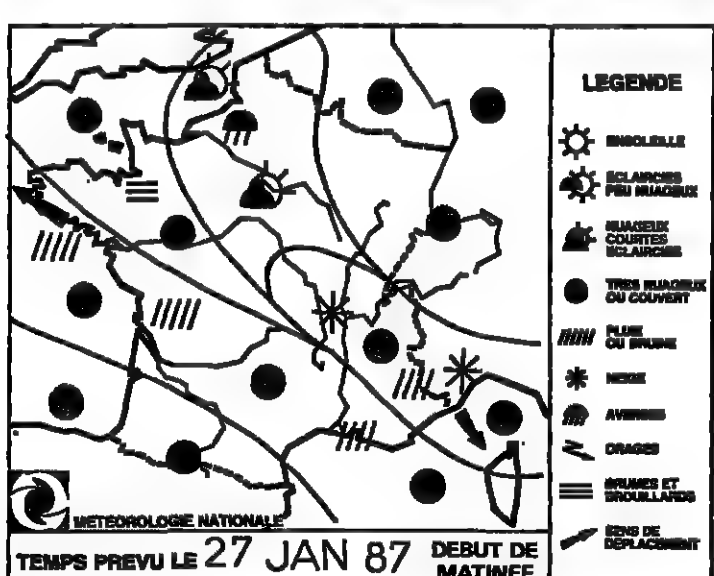 LEGENDE
ENSOLEILLE
ECLAIRCIES
PEU NUAGEUX
NUAGEUX
COURTES
ECLAIRCIE
TRES NUAGEUX
OU COUVERT
PLUIE
OU BRUINE
NEIGE
AVERSES
ORAGES
BRUMES ET
BROUILLARDS
SENS DE
DEPLACEMENT
METEOROLOGIE NATIONALE
TEMPS PREVU LE 27 JAN 87 DEBUT DE
MATINEE